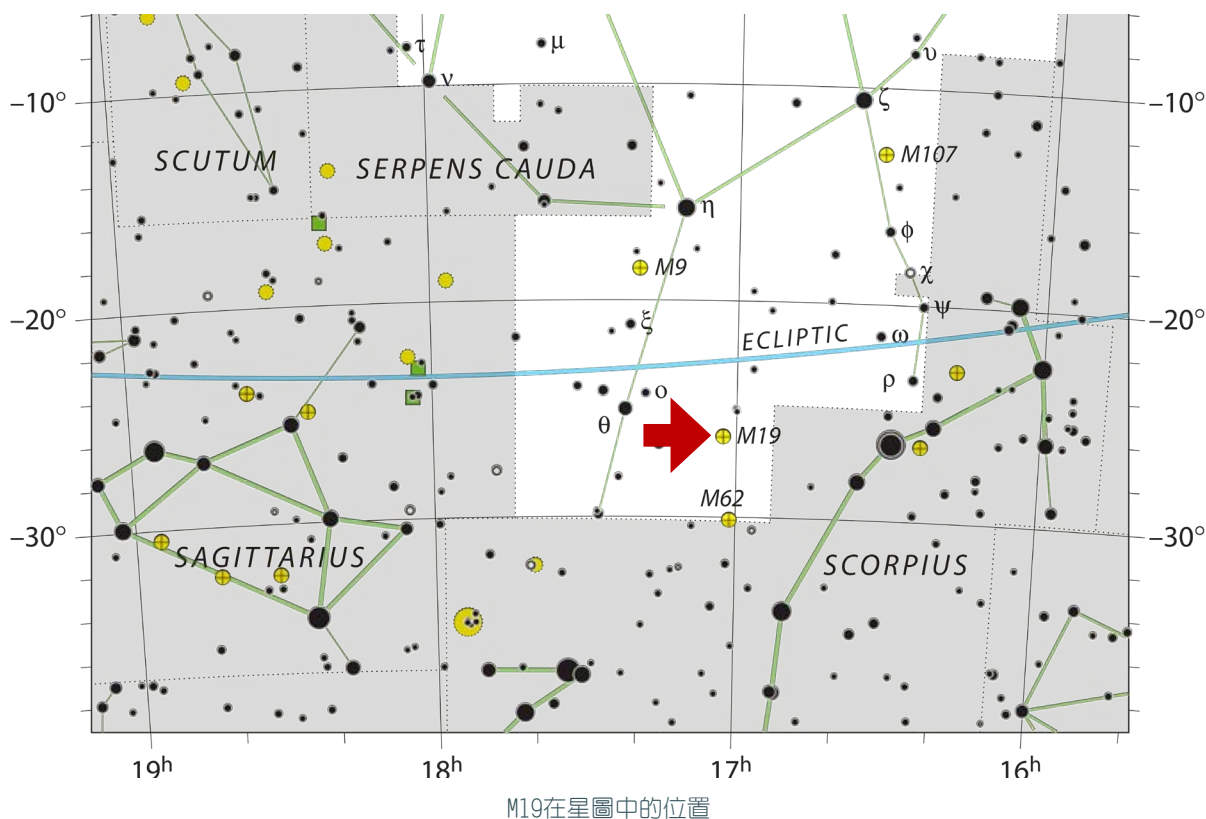 τ
μ
υ
ν
−10°
ζ
−10°
M107
SCUTUM
SERPENS CAUDA
η
ϕ
M9
χ
ψ
−20°
ξ
ECLIPTIC
ω
−20°
ρ
ο
θ
M19
M62
−30°
−30°
SAGITTARIUS
SCORPIUS
19h
18h
17h
16h
M19在星圖中的位置